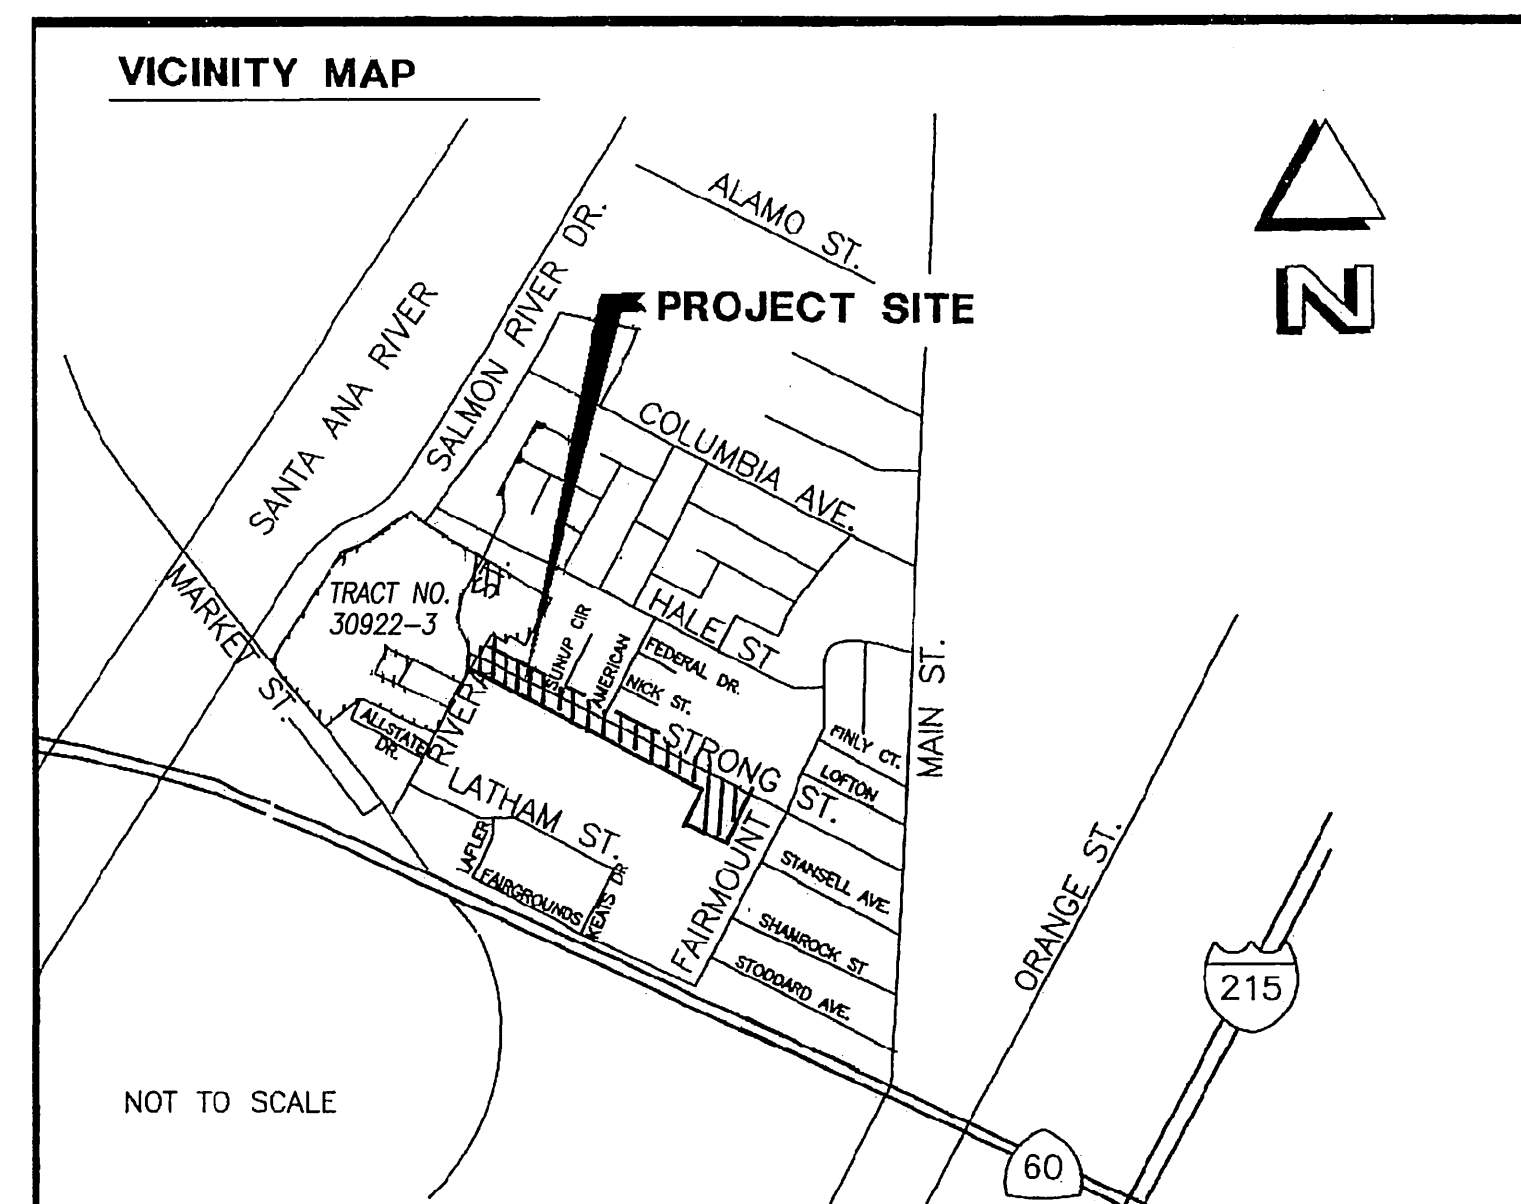 VICINITY MAP
ALAMO ST.
SALMON RIVER DR.
SANTA ANA RIVER
PROJECT SITE
N
COLUMBIA AVE.
TRACT NO.
30922-3
MARKET ST.
HALE ST
SUNUP CIR
AMERICAN
FEDERAL DR.
NICK ST.
RIVERA
ALLSTATE
DR.
STRONG ST.
MAIN ST.
FINLY CT.
LOFTON
LATHAM ST.
LAFLER
FAIRGROUNDS
KEATS DR
FAIRMOUNT
STANSELL AVE.
SHAMROCK ST
STODDARD AVE.
ORANGE ST.
215
NOT TO SCALE
60